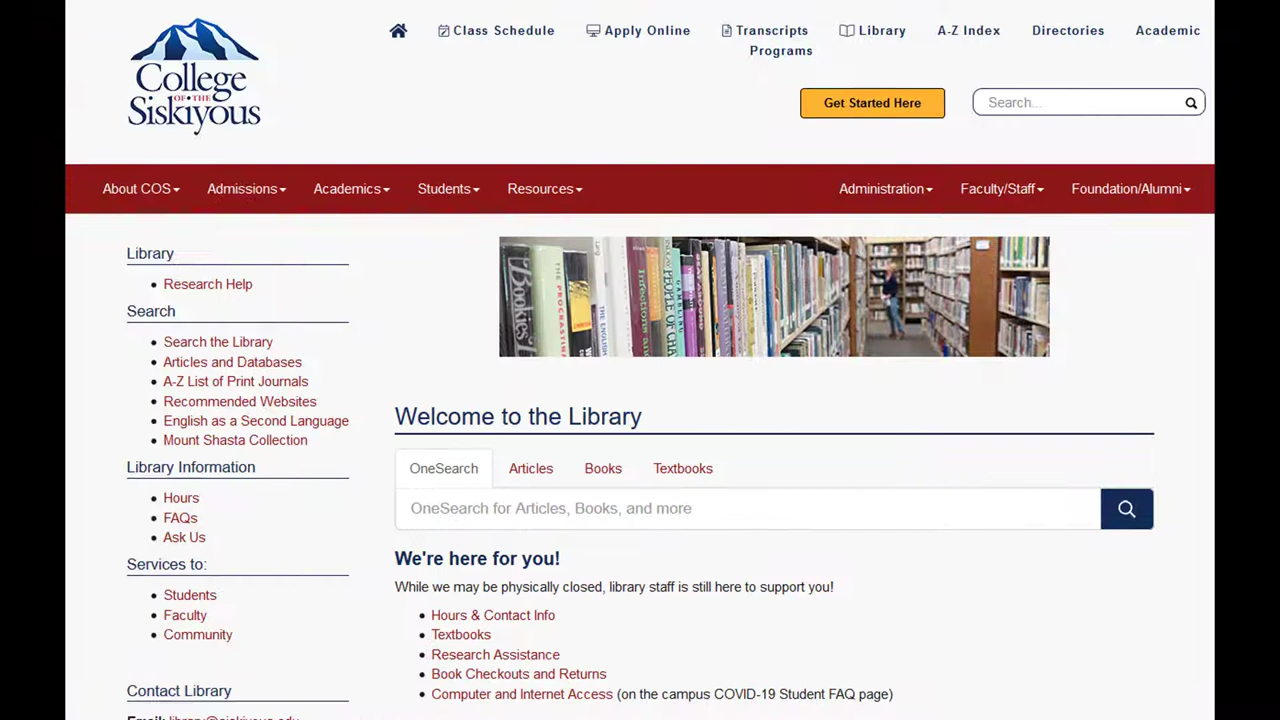 College
OF • THE
Siskiyous
Class Schedule
Apply Online
Transcripts
Library
A-Z Index
Directories
Academic
Programs
Get Started Here
Search...
About COS
Admissions
Academics
Students
Resources
Administration
Faculty/Staff
Foundation/Alumni
Library
Research Help
Search
Search the Library
Articles and Databases
A-Z List of Print Journals
Recommended Websites
English as a Second Language
Mount Shasta Collection
Library Information
Hours
FAQs
Ask Us
Services to:
Students
Faculty
Community
Contact Library
Email: library@siskiyous.edu
Welcome to the Library
OneSearch
Articles
Books
Textbooks
OneSearch for Articles, Books, and more
We're here for you!
While we may be physically closed, library staff is still here to support you!
Hours & Contact Info
Textbooks
Research Assistance
Book Checkouts and Returns
Computer and Internet Access (on the campus COVID-19 Student FAQ page)